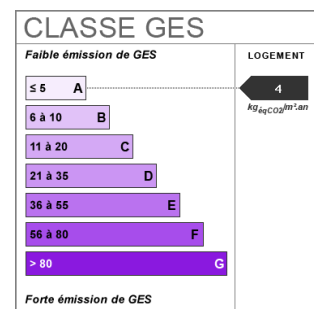 CLASSE GES
Faible émission de GES
LOGEMENT
≤ 5 A
4
kgéqCO2/m².an
6 à 10 B
11 à 20 C
21 à 35 D
36 à 55 E
56 à 80 F
> 80 G
Forte émission de GES